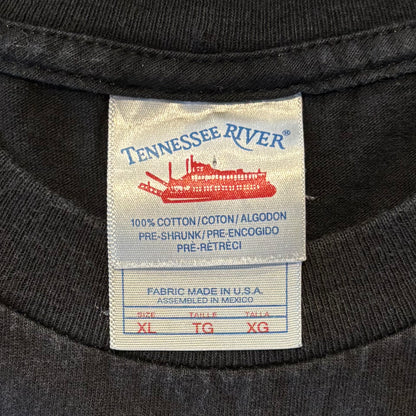 TENNESSEE RIVER®
100% COTTON/COTON/ALGODON
PRE-SHRUNK/PRE-ENCOGIDO
PRÉ-RÈTRÈCI
FABRIC MADE IN U.S.A.
ASSEMBLED IN MEXICO
SIZE TAILLE TALLA
XL TG XG